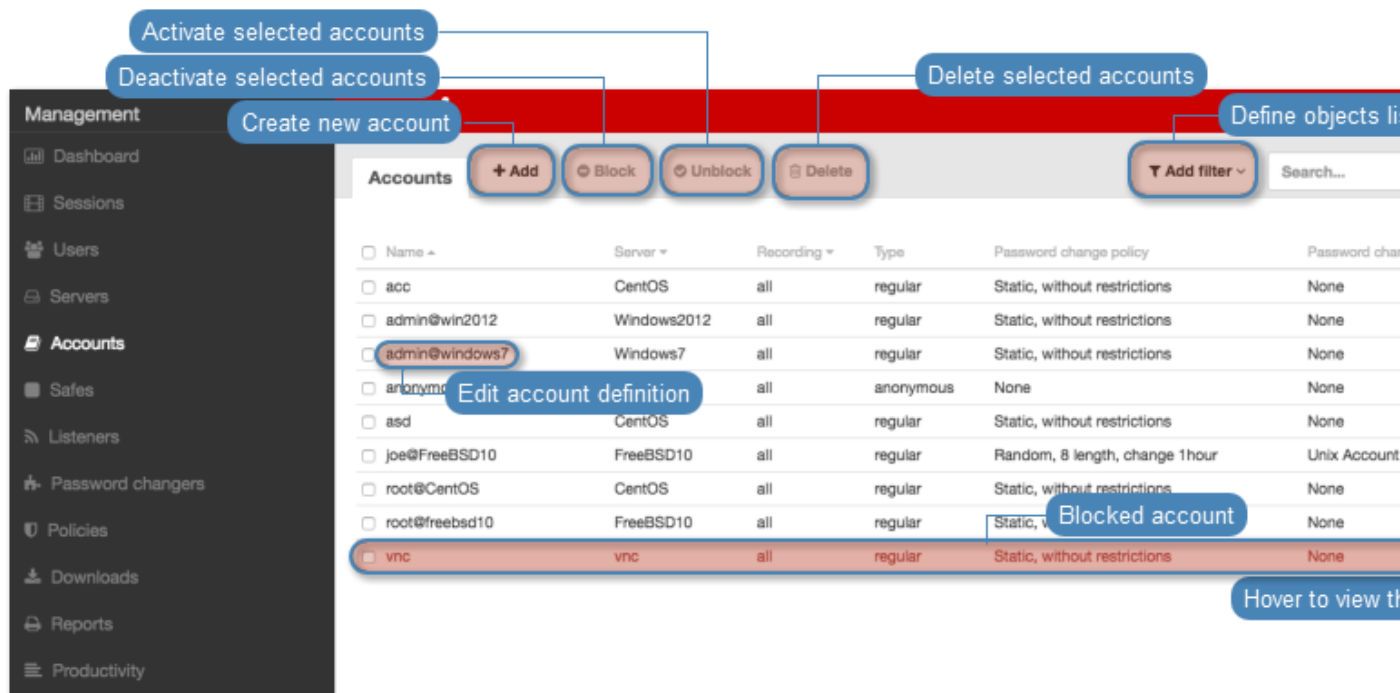 Activate selected accounts
Deactivate selected accounts
Delete selected accounts
Management
Create new account
Define objects
Dashboard
Accounts
+ Add
Block
Unblock
Delete
Add filter
Search...
Sessions
Users
Servers
Accounts
Safes
Listeners
Password changers
Policies
Downloads
Reports
Productivity
Name Server Recording Type Password change policy Password
acc CentOS all regular Static, without restrictions None
admin@win2012 Windows2012 all regular Static, without restrictions None
admin@windows7 Windows7 all regular Static, without restrictions None
Edit account definition
all anonymous None None
asd CentOS all regular Static, without restrictions None
joe@FreeBSD10 FreeBSD10 all regular Random, 8 length, change 1hour Unix Account
root@CentOS CentOS all regular Static, without restrictions None
root@freebsd10 FreeBSD10 all regular Static, None
Blocked account
vnc vnc all regular Static, without restrictions None
Hover to view